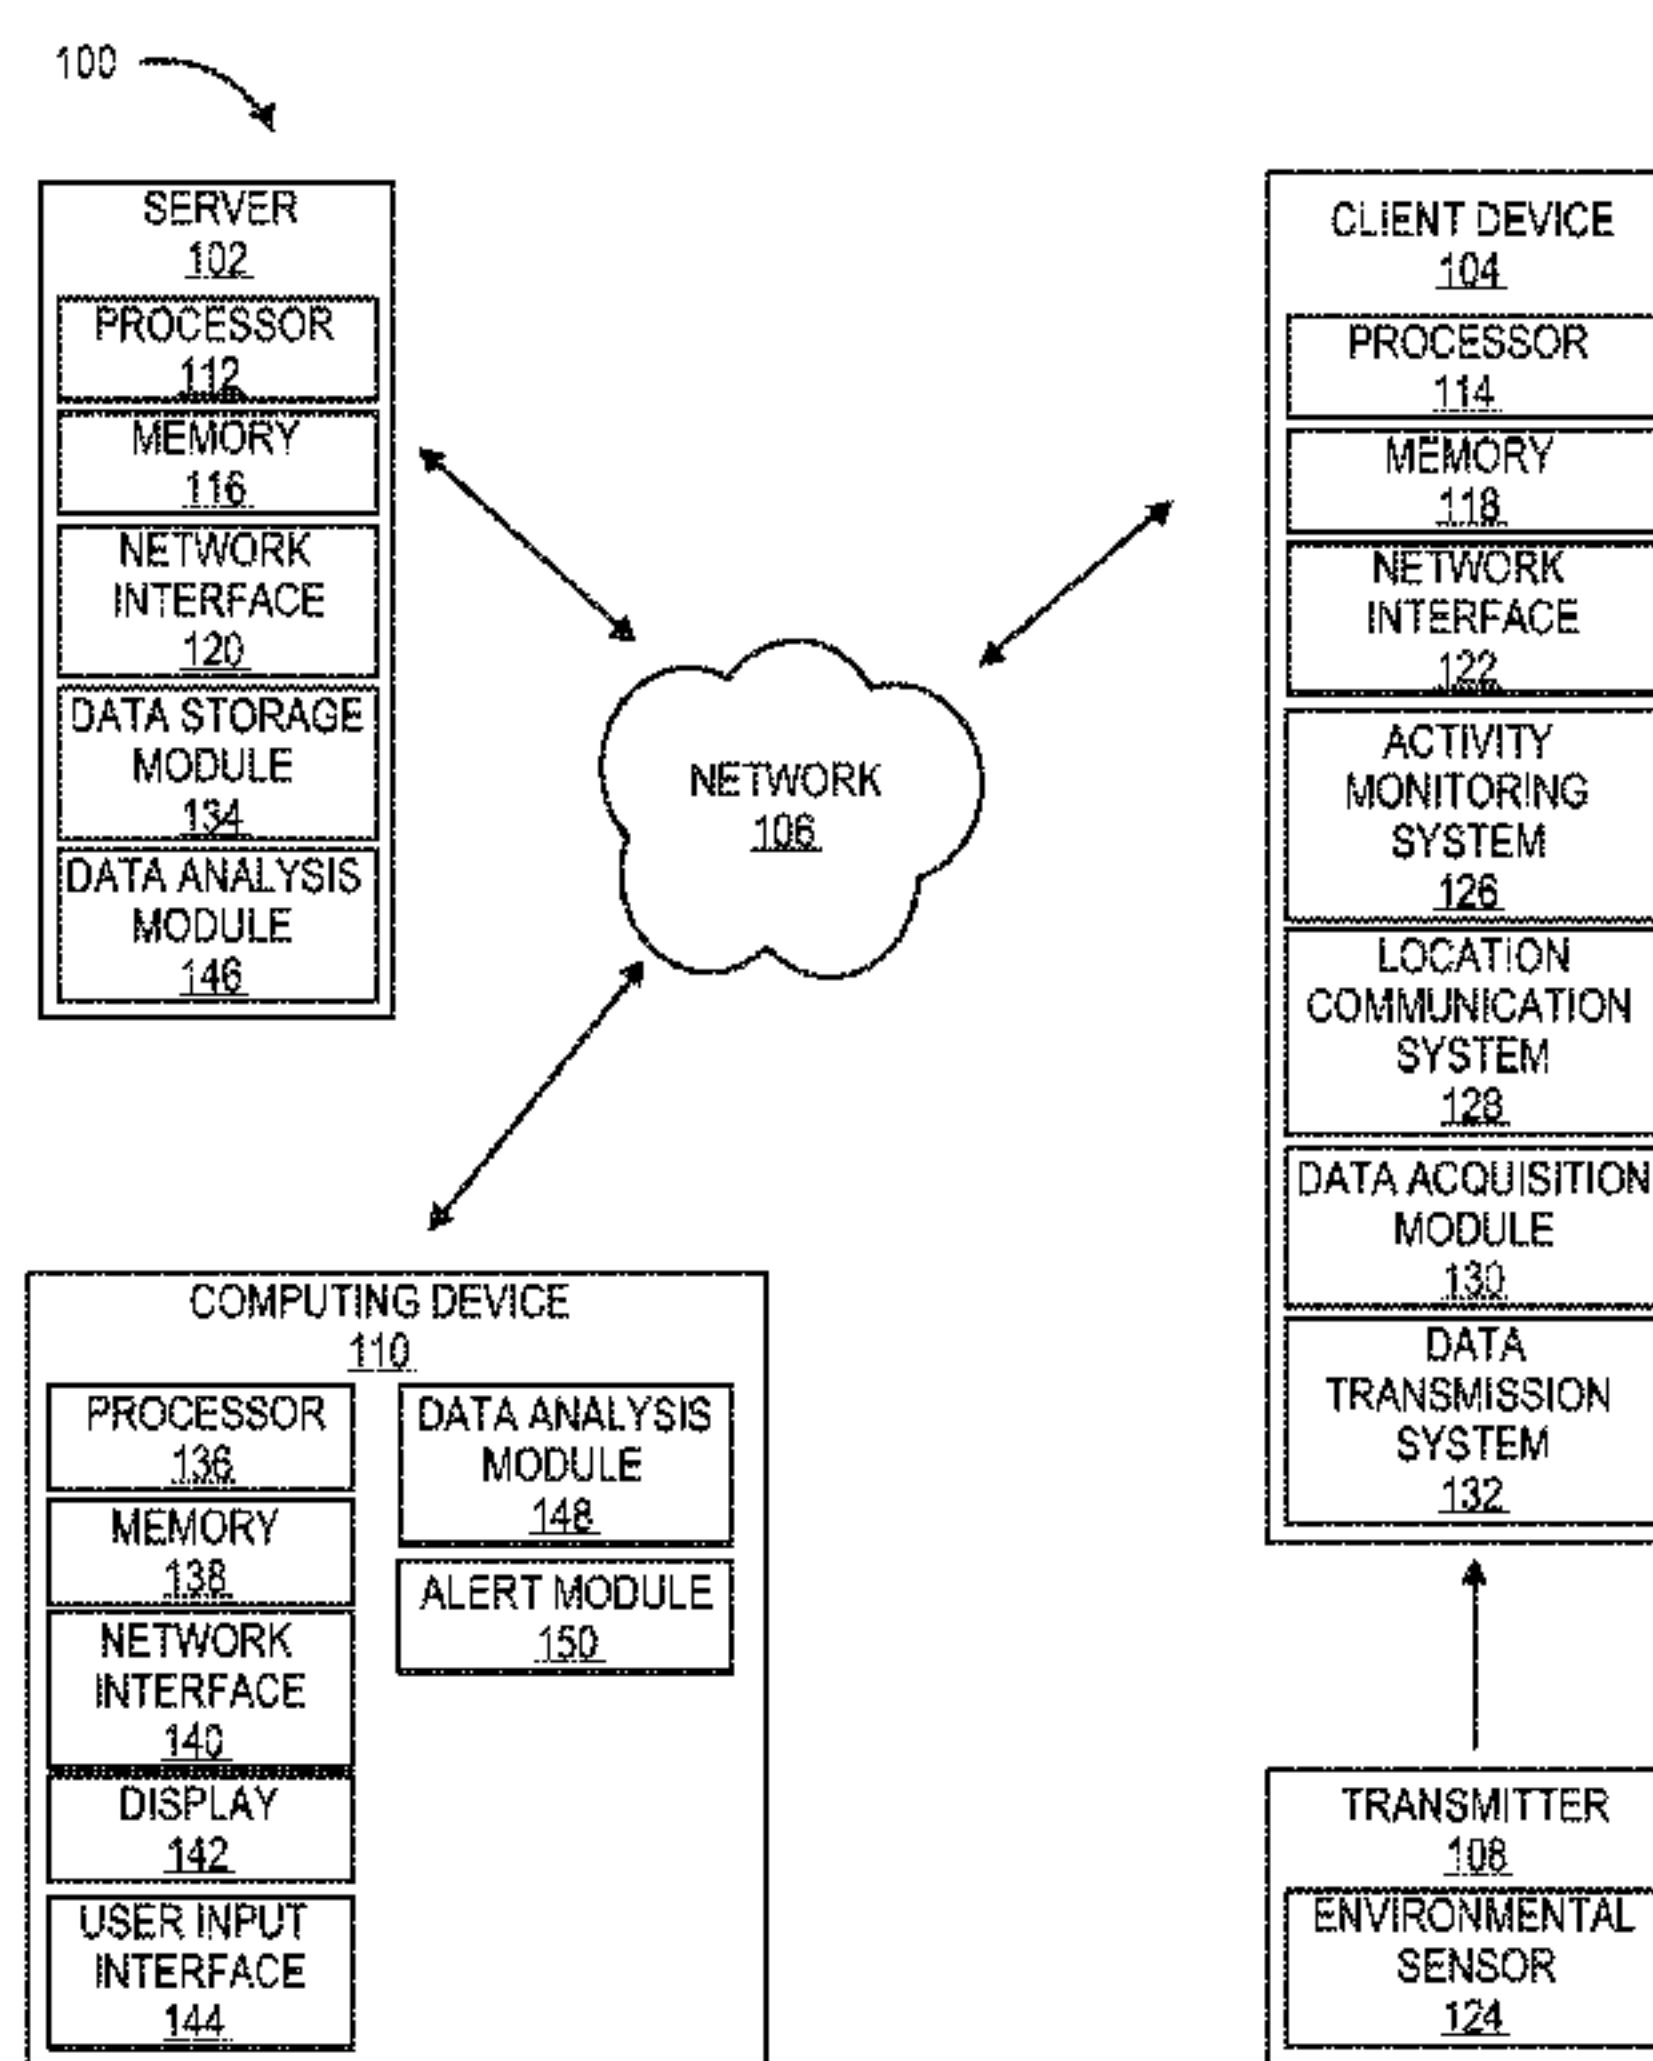 100
SERVER
102
PROCESSOR
112
MEMORY
116
NETWORK
INTERFACE
120
DATA STORAGE
MODULE
134
DATA ANALYSIS
MODULE
146
NETWORK
106
CLIENT DEVICE
104
PROCESSOR
114
MEMORY
118
NETWORK
INTERFACE
122
ACTIVITY
MONITORING
SYSTEM
126
LOCATION
COMMUNICATION
SYSTEM
128
DATA ACQUISITION
MODULE
130
DATA
TRANSMISSION
SYSTEM
132
COMPUTING DEVICE
110
PROCESSOR
136
MEMORY
138
NETWORK
INTERFACE
140
DISPLAY
142
USER INPUT
INTERFACE
144
DATA ANALYSIS
MODULE
148
ALERT MODULE
150
TRANSMITTER
108
ENVIRONMENTAL
SENSOR
124